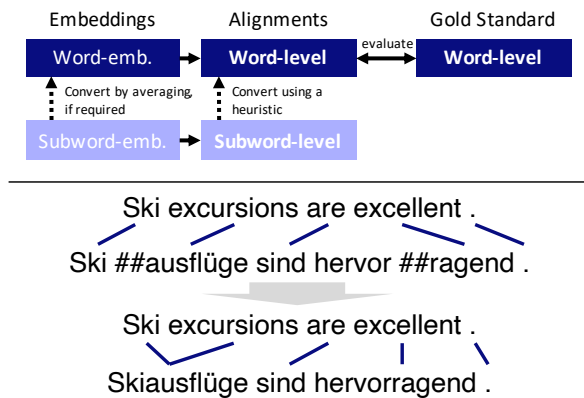 Embeddings Alignments Gold Standard
Word-emb. Word-level evaluate Word-level
Convert by averaging, if required
Convert using a heuristic
Subword-emb. Subword-level
Ski excursions are excellent .
Ski ##ausflüge sind hervor ##ragend .
Ski excursions are excellent .
Skiausflüge sind hervorragend .